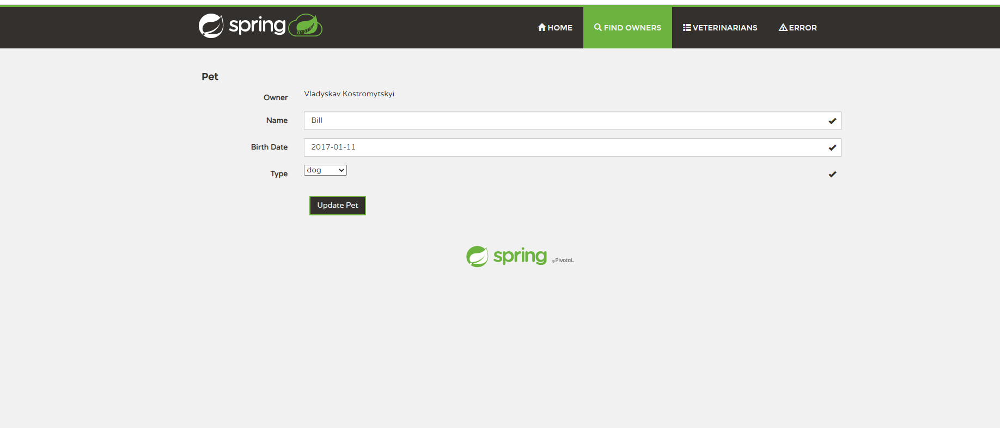 spring
HOME
FIND OWNERS
VETERINARIANS
ERROR
Pet
Owner Vladyskav Kostromytskyi
Name Bill
Birth Date 2017-01-11
Type dog
Update Pet
spring by Pivotal